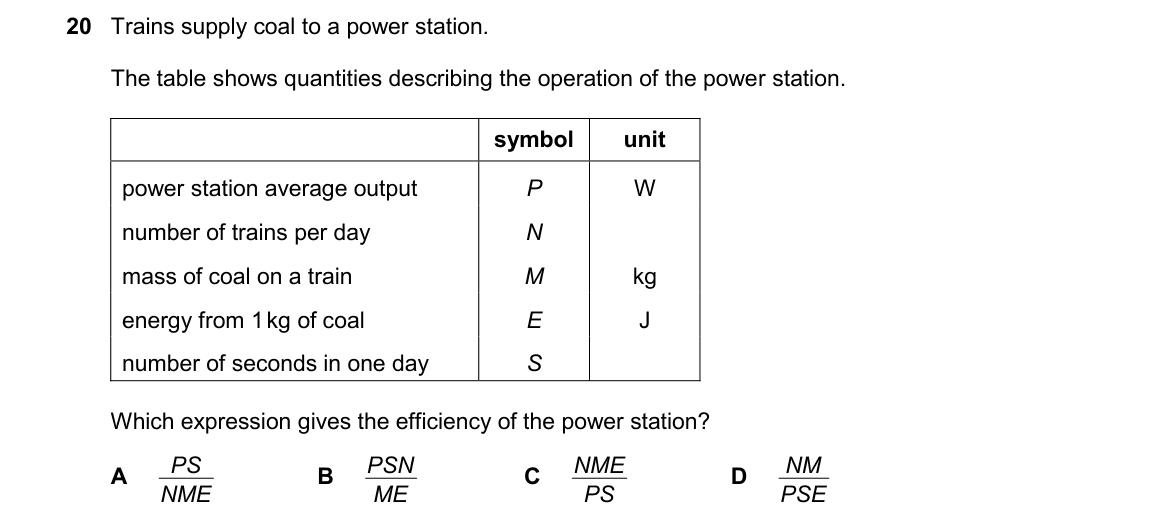 20 Trains supply coal to a power station.
The table shows quantities describing the operation of the power station.
symbol unit
power station average output P W
number of trains per day N
mass of coal on a train M kg
energy from 1 kg of coal E J
number of seconds in one day S
Which expression gives the efficiency of the power station?
A PS/NME B PSN/ME C NME/PS D NM/PSE